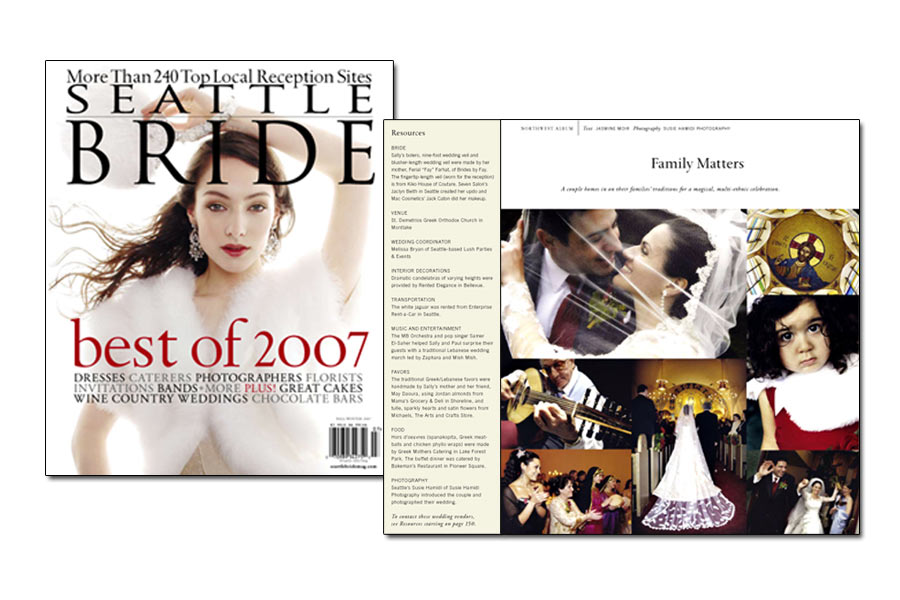 More Than 240 Top Local Reception Sites
SEATTLE
BRIDE
best of 2007
DRESSES CATERERS PHOTOGRAPHERS FLORISTS
INVITATIONS BANDS+MORE PLUS! GREAT CAKES
WINE COUNTRY WEDDINGS CHOCOLATE BARS
seattlebridemag.com
Resources
BRIDE
Sally's bolero, nine-foot wedding veil and
blusher-length wedding veil were made by her
mother, Ferial "Fay" Farhat, of Brides by Fay.
The fingertip-length veil (worn for the reception)
is from Kiko House of Couture. Seven Salon's
Jaclyn Beith in Seattle created her updo and
Mac Cosmetics' Jack Cabin did her makeup.
VENUE
St. Demetrios Greek Orthodox Church in
Montlake
WEDDING COORDINATOR
Melissa Bryan of Seattle-based Lush Parties
& Events
INTERIOR DECORATIONS
Dramatic candelabras of varying heights were
provided by Rented Elegance in Bellevue.
TRANSPORTATION
The white jaguar was rented from Enterprise
Rent-a-Car in Seattle.
MUSIC AND ENTERTAINMENT
The MB Orchestra and pop singer Samer
El-Saher helped Sally and Paul surprise their
guests with a traditional Lebanese wedding
march led by Zaphara and Mish Mish.
FAVORS
The traditional Greek/Lebanese favors were
handmade by Sally's mother and her friend,
May Dasoura, using Jordan almonds from
Mama's Grocery & Deli in Shoreline, and
tulle, sparkly hearts and satin flowers from
Michaels, The Arts and Crafts Store.
FOOD
Hors d'oeuvres (spanakopita, Greek meat-
balls and chicken phyllo wraps) were made
by Greek Mothers Catering in Lake Forest
Park. The buffet dinner was catered by
Bakeman's Restaurant in Pioneer Square.
PHOTOGRAPHY
Seattle's Susie Hamidi of Susie Hamidi
Photography introduced the couple and
photographed their wedding.
To contact these wedding vendors,
see Resources starting on page 150.
NORTHWEST ALBUM Text JASMINE MOIR Photography SUSIE HAMIDI PHOTOGRAPHY
Family Matters
A couple homes in on their families' traditions for a magical, multi-ethnic celebration.